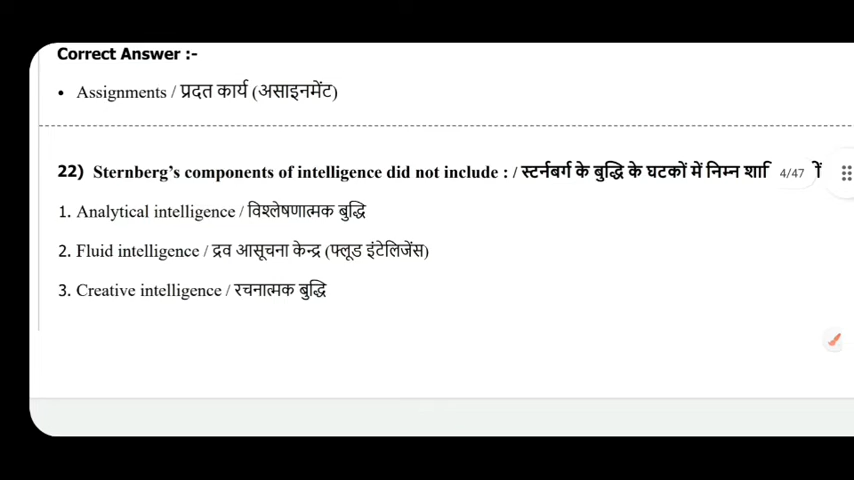 Correct Answer :-
• Assignments / प्रदत कार्य (असाइनमेंट)
22) Sternberg's components of intelligence did not include : / स्टर्नबर्ग के बुद्धि के घटकों में निम्न 4/47
1. Analytical intelligence / विश्लेषणात्मक बुद्धि
2. Fluid intelligence / द्रव आसूचना केन्द्र (फ्लूड इंटेलिजेंस)
3. Creative intelligence / रचनात्मक बुद्धि